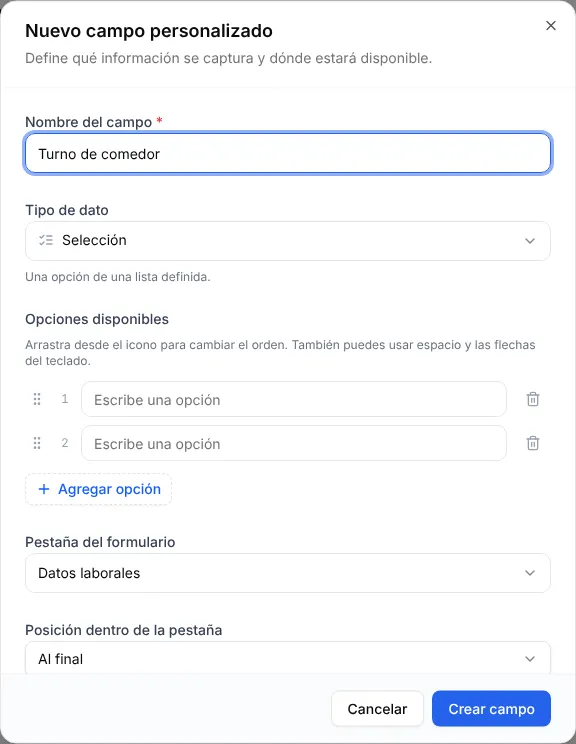 Nuevo campo personalizado
Define qué información se captura y dónde estará disponible.
Nombre del campo *
Turno de comedor
Tipo de dato
Selección
Una opción de una lista definida.
Opciones disponibles
Arrastra desde el icono para cambiar el orden. También puedes usar espacio y las flechas
del teclado.
1 Escribe una opción
2 Escribe una opción
+ Agregar opción
Pestaña del formulario
Datos laborales
Posición dentro de la pestaña
Al final
Cancelar Crear campo